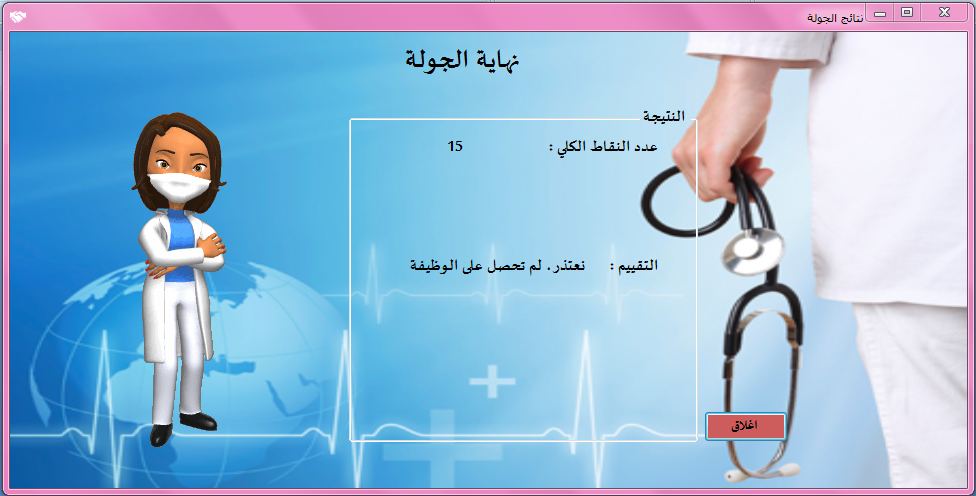 نتائج الجولة
نهاية الجولة
النتيجة
عدد النقاط الكلي : 15
التقييم : نعتذر. لم تحصل على الوظيفة
اغلاق